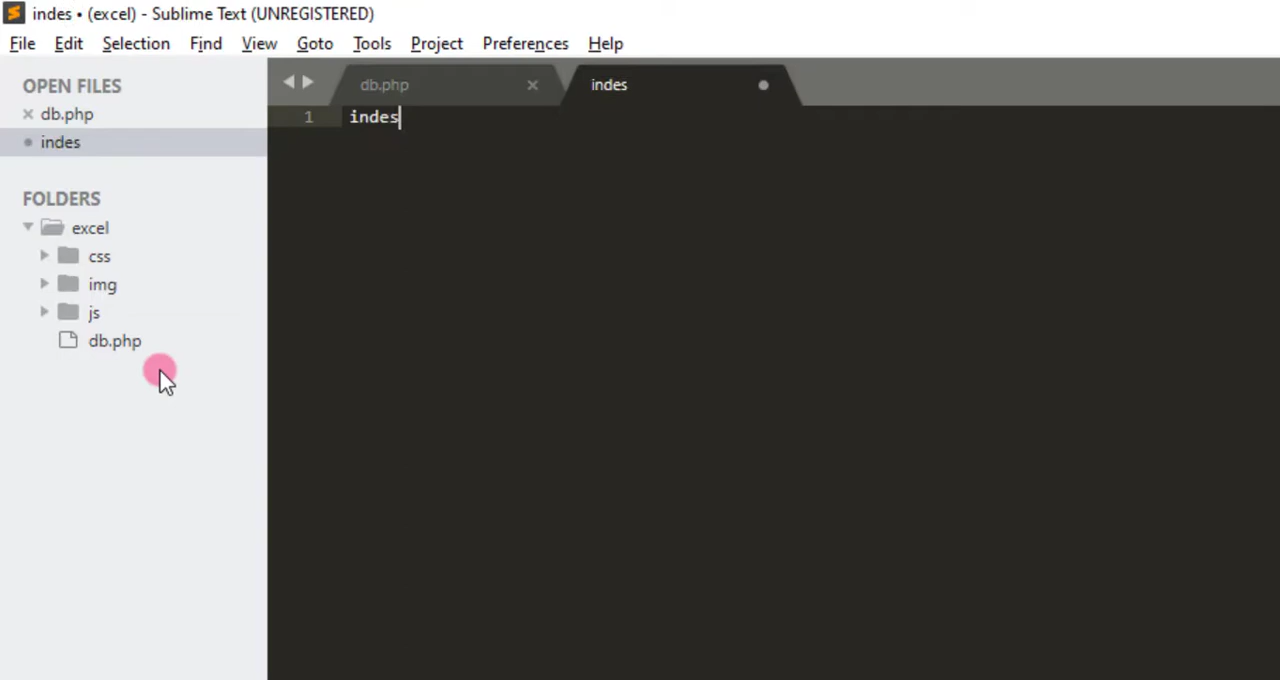 indes • (excel) - Sublime Text (UNREGISTERED)
File Edit Selection Find View Goto Tools Project Preferences Help
OPEN FILES
db.php
indes
FOLDERS
excel
css
img
js
db.php
db.php indes
1 indes